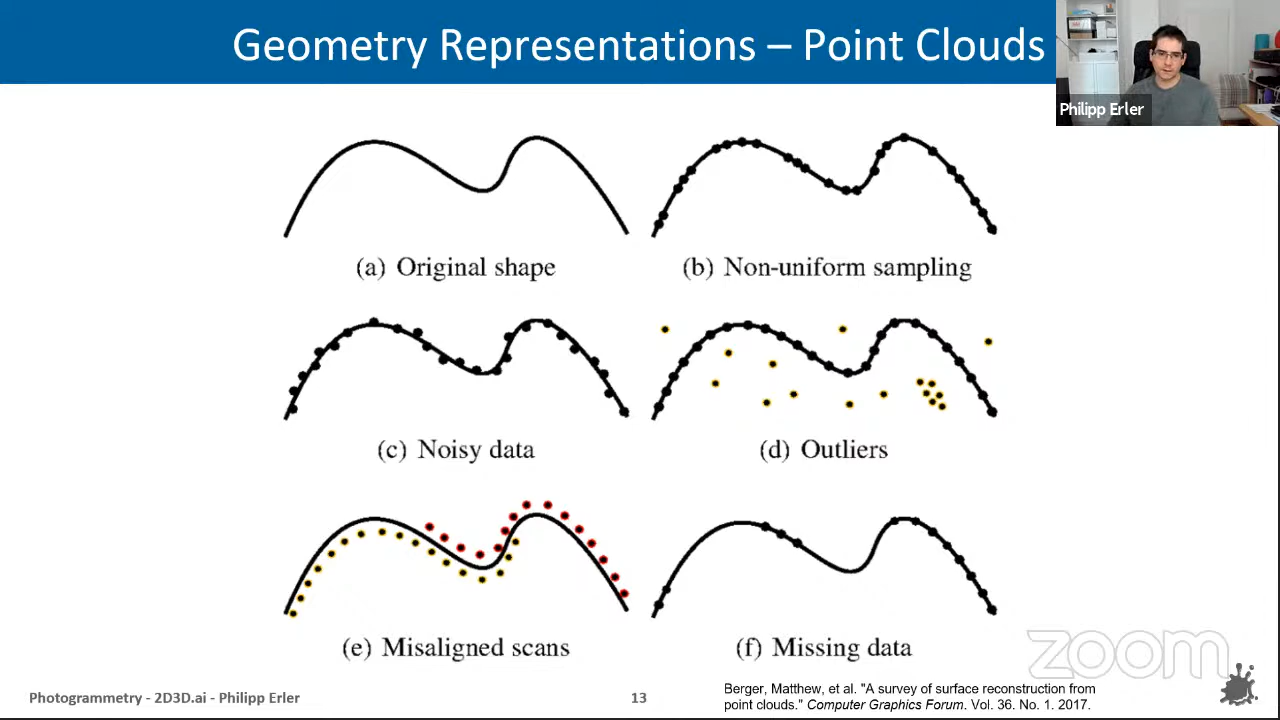 Geometry Representations – Point Clouds
Philipp Erler
(a) Original shape
(b) Non-uniform sampling
(c) Noisy data
(d) Outliers
(e) Misaligned scans
(f) Missing data
zoom
Photogrammetry - 2D3D.ai - Philipp Erler
13
Berger, Matthew, et al. "A survey of surface reconstruction from
point clouds." Computer Graphics Forum. Vol. 36. No. 1. 2017.